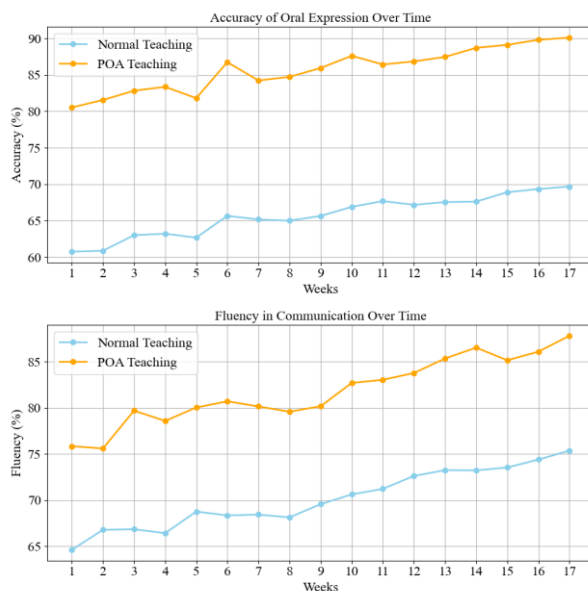 Accuracy of Oral Expression Over Time
Normal Teaching
POA Teaching
90
85
80
75
70
65
60
Accuracy (%)
1 2 3 4 5 6 7 8 9 10 11 12 13 14 15 16 17
Weeks
Fluency in Communication Over Time
Normal Teaching
POA Teaching
85
80
75
70
65
Fluency (%)
1 2 3 4 5 6 7 8 9 10 11 12 13 14 15 16 17
Weeks